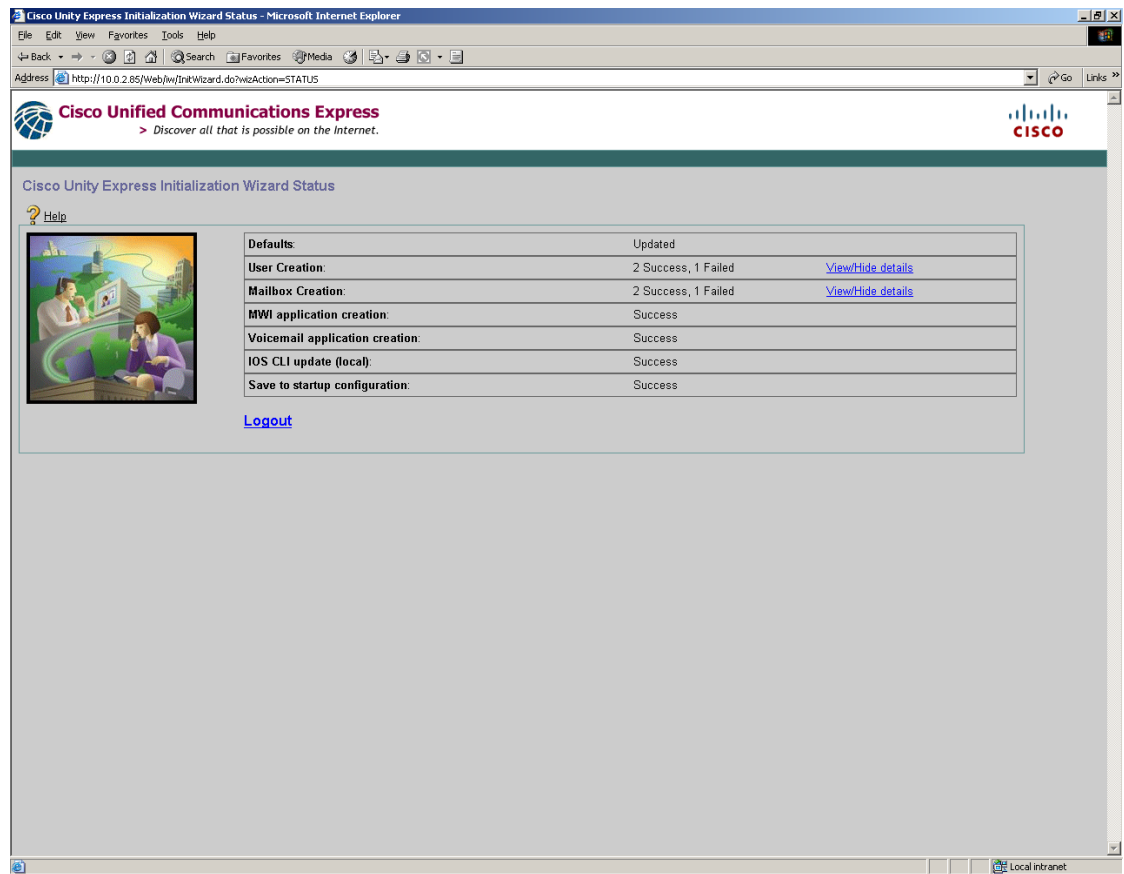 Cisco Unity Express Initialization Wizard Status - Microsoft Internet Explorer
File Edit View Favorites Tools Help
Back Search Favorites Media
Address http://10.0.2.85/Web/iw/InitWizard.do?wizAction=STATUS Go Links »
Cisco Unified Communications Express
> Discover all that is possible on the Internet.
CISCO
Cisco Unity Express Initialization Wizard Status
? Help
Defaults: Updated
User Creation: 2 Success, 1 Failed View/Hide details
Mailbox Creation: 2 Success, 1 Failed View/Hide details
MWI application creation: Success
Voicemail application creation: Success
IOS CLI update (local): Success
Save to startup configuration: Success
Logout
Local intranet